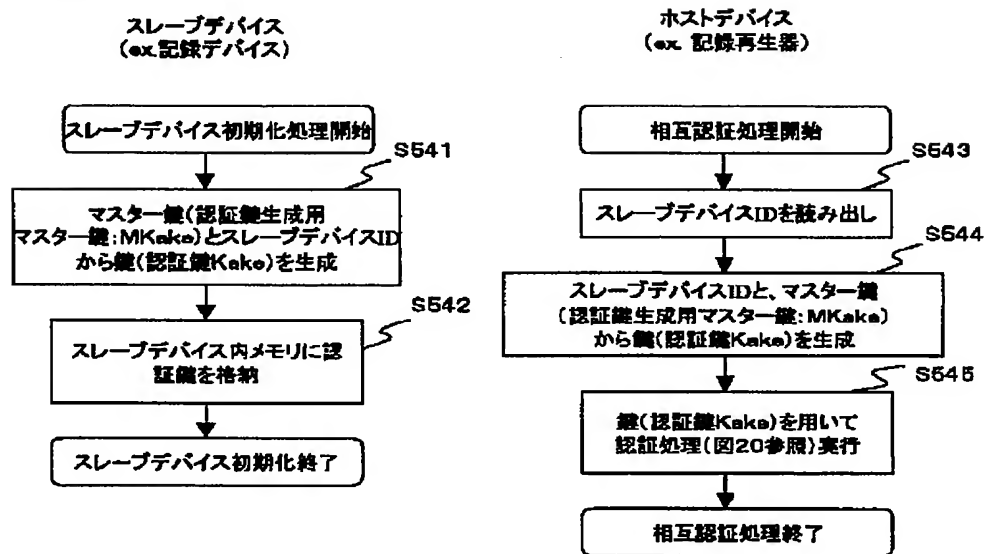 スレーブデバイス
(ex.記録デバイス)
スレーブデバイス初期化処理開始
S541
マスター鍵(認証鍵生成用
マスター鍵:MKake)とスレーブデバイスID
から鍵(認証鍵Kake)を生成
S542
スレーブデバイス内メモリに認
証鍵を格納
スレーブデバイス初期化終了
ホストデバイス
(ex. 記録再生器)
相互認証処理開始
S543
スレーブデバイスIDを読み出し
S544
スレーブデバイスIDと、マスター鍵
(認証鍵生成用マスター鍵:MKake)
から鍵(認証鍵Kake)を生成
S545
鍵(認証鍵Kake)を用いて
認証処理(図20参照)実行
相互認証処理終了